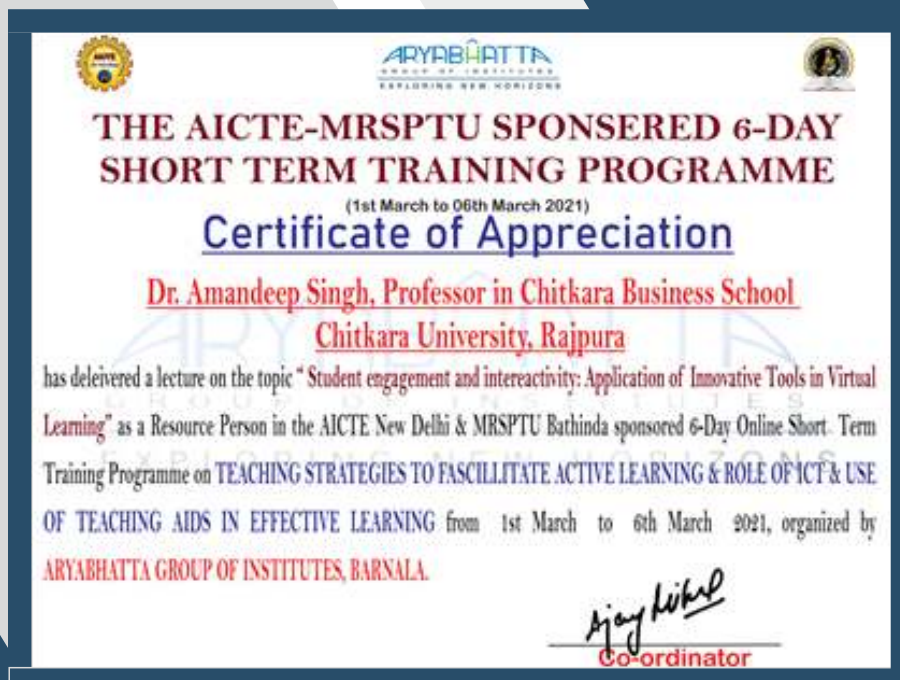 AICTE
ARYABHATTA
GROUP OF INSTITUTES
EXPLORING NEW HORIZONS
THE AICTE-MRSPTU SPONSERED 6-DAY
SHORT TERM TRAINING PROGRAMME
(1st March to 06th March 2021)
Certificate of Appreciation
Dr. Amandeep Singh, Professor in Chitkara Business School
Chitkara University, Rajpura
has deleivered a lecture on the topic “ Student engagement and intereactivity: Application of Innovative Tools in Virtual
Learning” as a Resource Person in the AICTE New Delhi & MRSPTU Bathinda sponsored 6-Day Online Short Term
Training Programme on TEACHING STRATEGIES TO FASCILLITATE ACTIVE LEARNING & ROLE OF ICT & USE
OF TEACHING AIDS IN EFFECTIVE LEARNING from 1st March to 6th March 2021, organized by
ARYABHATTA GROUP OF INSTITUTES, BARNALA.
Co-ordinator